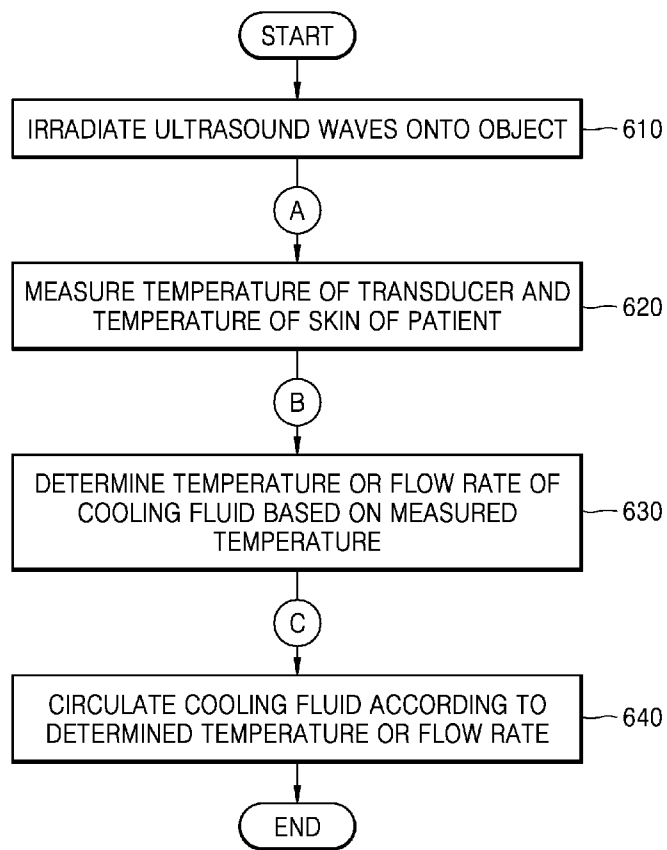 START
IRRADIATE ULTRASOUND WAVES ONTO OBJECT
610
A
MEASURE TEMPERATURE OF TRANSDUCER AND
TEMPERATURE OF SKIN OF PATIENT
620
B
DETERMINE TEMPERATURE OR FLOW RATE OF
COOLING FLUID BASED ON MEASURED
TEMPERATURE
630
C
CIRCULATE COOLING FLUID ACCORDING TO
DETERMINED TEMPERATURE OR FLOW RATE
640
END